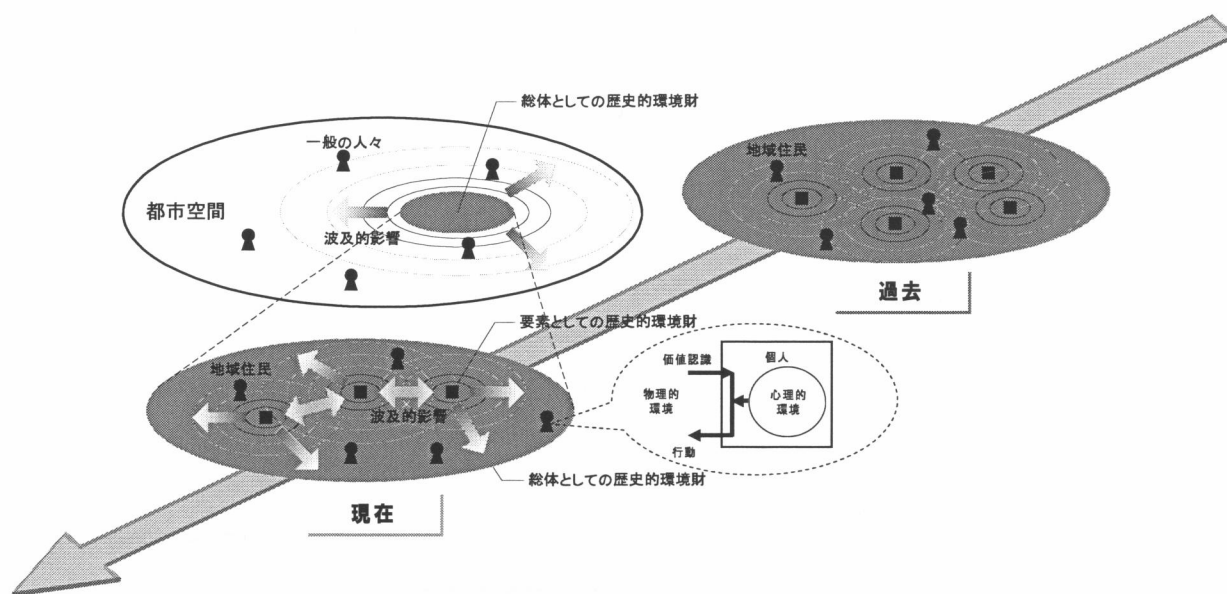 総体としての歴史的環境財
一般の人々
都市空間
波及的影響
地域住民
過去
要素としての歴史的環境財
地域住民
波及的影響
総体としての歴史的環境財
現在
価値認識
個人
物理的
環境
心理的
環境
行動